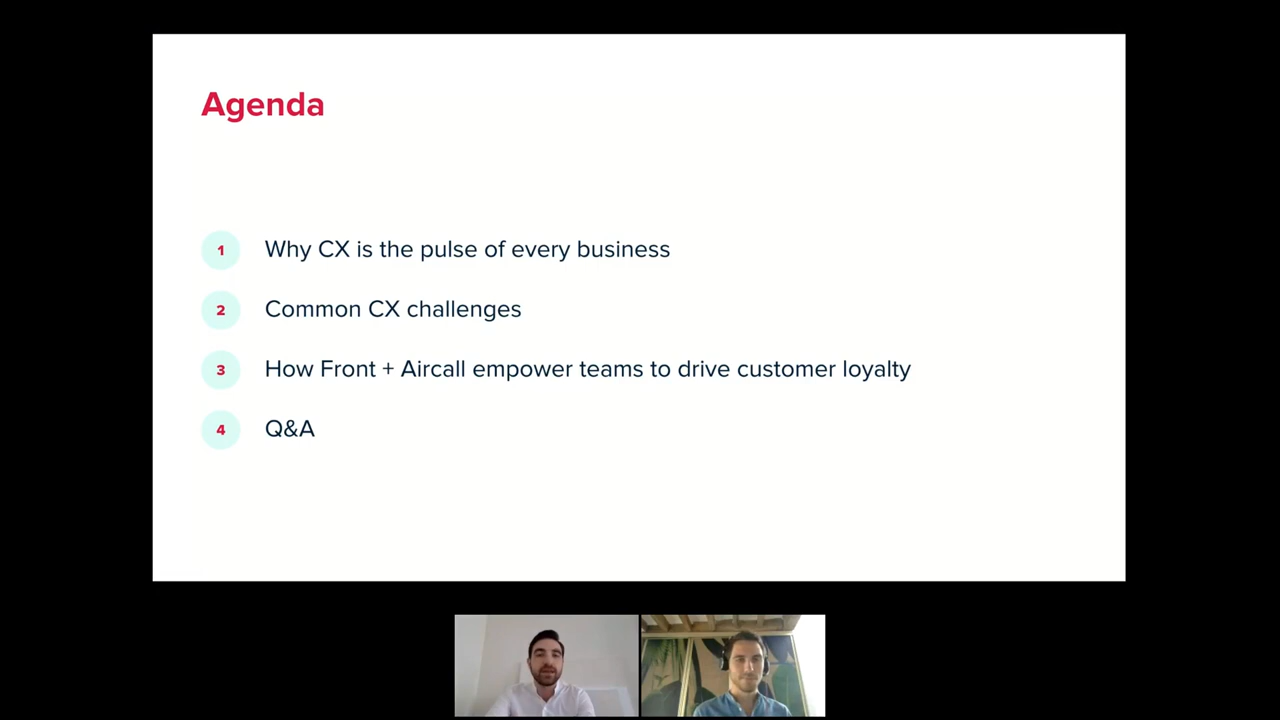 Agenda
1 Why CX is the pulse of every business
2 Common CX challenges
3 How Front + Aircall empower teams to drive customer loyalty
4 Q&A